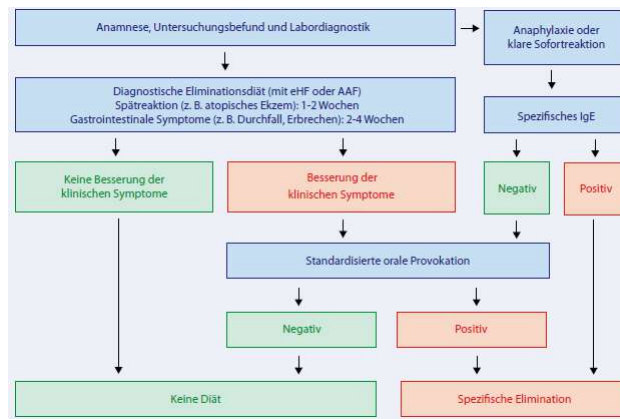 Anamnese, Untersuchungsbefund und Labordiagnostik
Anaphylaxie oder
klare Sofortreaktion
Diagnostische Eliminationsdiät (mit eHF oder AAF)
Spätreaktion (z. B. atopisches Ekzem): 1-2 Wochen
Gastrointestinale Symptome (z. B. Durchfall, Erbrechen): 2-4 Wochen
Spezifisches IgE
Keine Besserung der
klinischen Symptome
Besserung der
klinischen Symptome
Negativ
Positiv
Standardisierte orale Provokation
Negativ
Positiv
Keine Diät
Spezifische Elimination